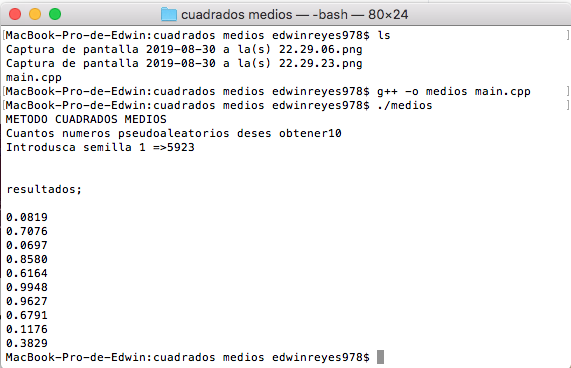 cuadrados medios — -bash — 80×24
[MacBook-Pro-de-Edwin:cuadrados medios edwinreyes978$ ls ]
Captura de pantalla 2019-08-30 a la(s) 22.29.06.png
Captura de pantalla 2019-08-30 a la(s) 22.29.23.png
main.cpp
[MacBook-Pro-de-Edwin:cuadrados medios edwinreyes978$ g++ -o medios main.cpp ]
[MacBook-Pro-de-Edwin:cuadrados medios edwinreyes978$ ./medios ]
METODO CUADRADOS MEDIOS
Cuantos numeros pseudoaleatorios deses obtener10
Introdusca semilla 1 =>5923
resultados;
0.0819
0.7076
0.0697
0.8580
0.6164
0.9948
0.9627
0.6791
0.1176
0.3829
MacBook-Pro-de-Edwin:cuadrados medios edwinreyes978$